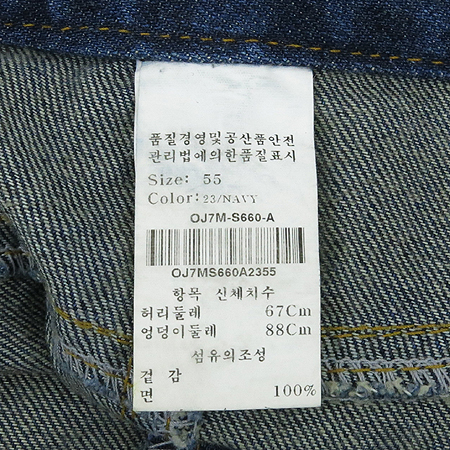 품질경영및공산품안전
관리법에의한품질표시
Size: 55
Color: 23/NAVY
OJ7M-S660-A
OJ7MS660A2355
항목 신체치수
허리둘레 67Cm
엉덩이둘레 88Cm
섬유의조성
겉감
면 100%